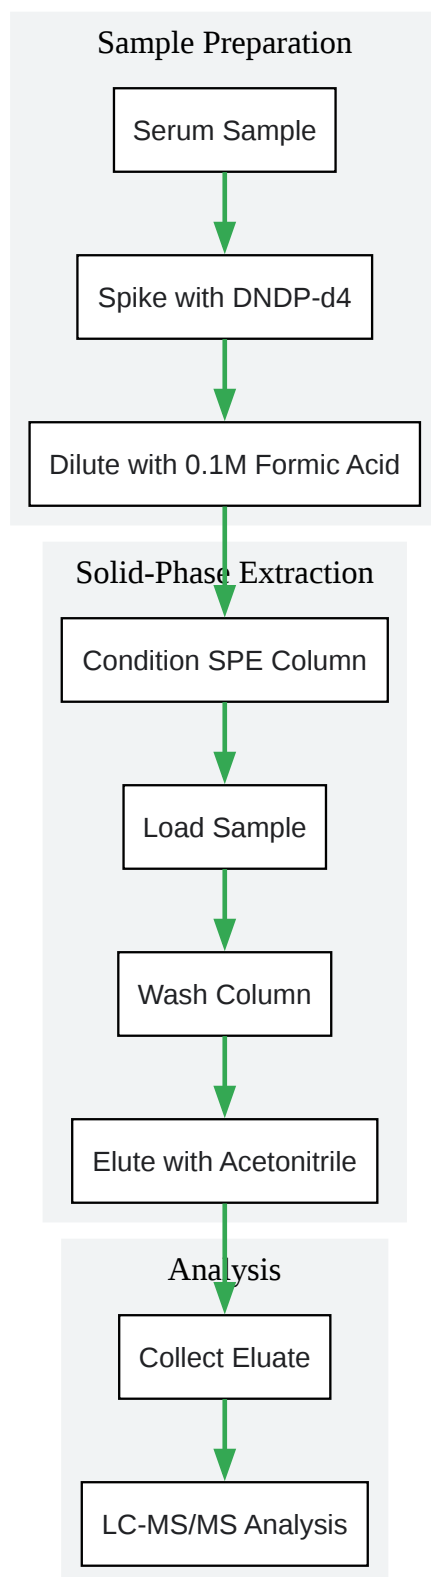 Sample Preparation
Serum Sample
Spike with DNDP-d4
Dilute with 0.1M Formic Acid
Solid-Phase Extraction
Condition SPE Column
Load Sample
Wash Column
Elute with Acetonitrile
Analysis
Collect Eluate
LC-MS/MS Analysis